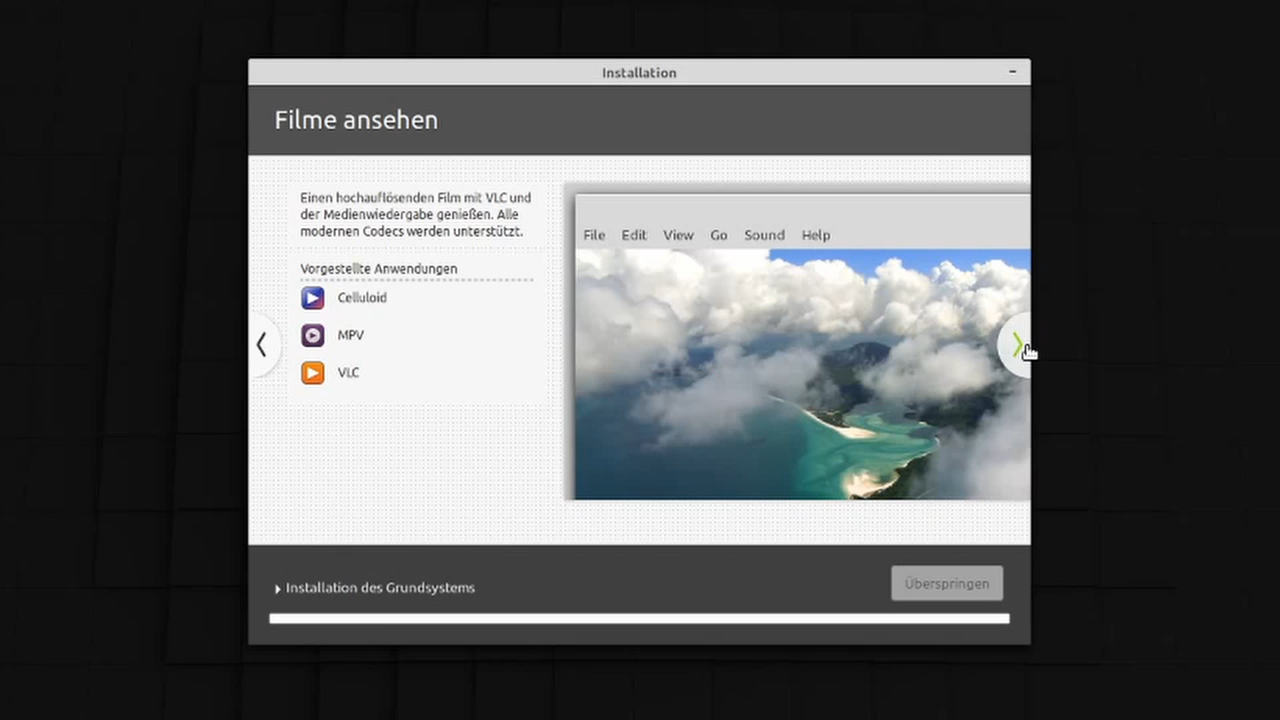 Installation
Filme ansehen
Einen hochauflösenden Film mit VLC und
der Medienwiedergabe genießen. Alle
modernen Codecs werden unterstützt.
Vorgestellte Anwendungen
Celluloid
MPV
VLC
File Edit View Go Sound Help
Installation des Grundsystems
Überspringen